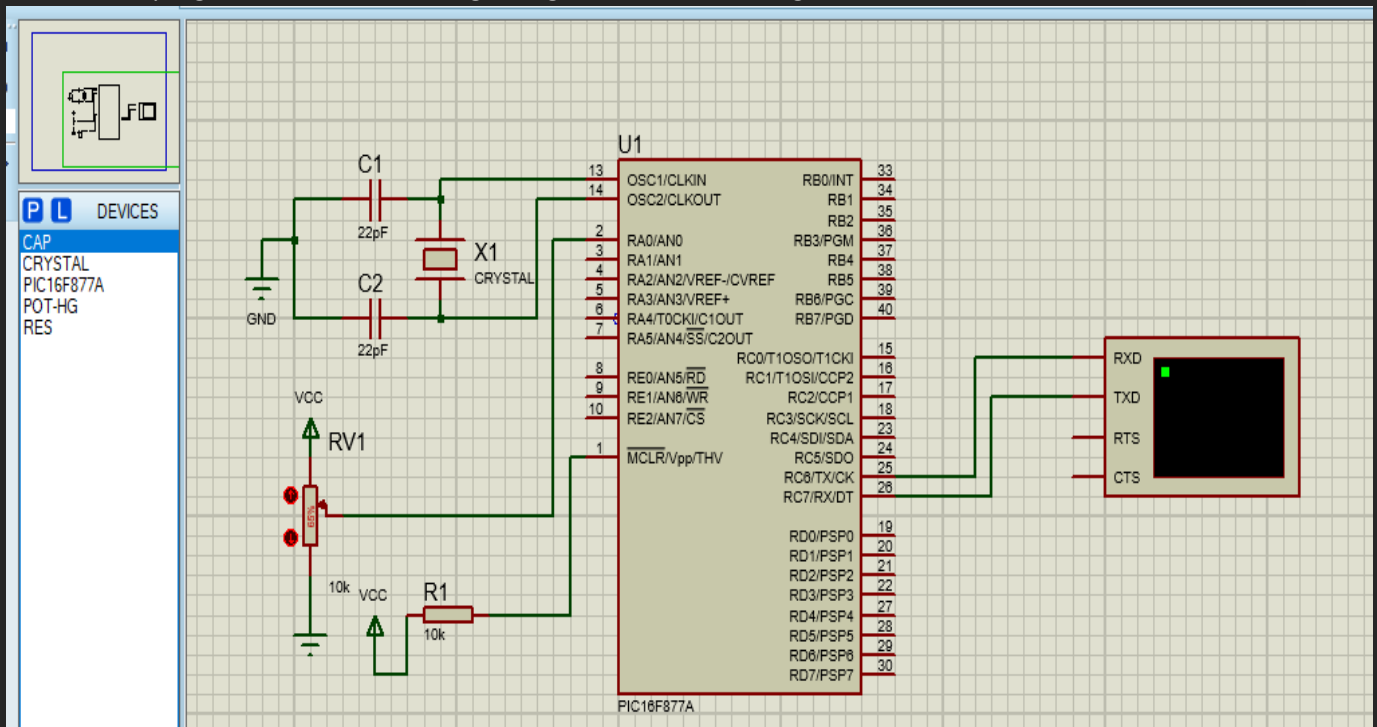 P L DEVICES
CAP
CRYSTAL
PIC16F877A
POT-HG
RES
C1
22pF
X1
CRYSTAL
C2
22pF
GND
VCC
RV1
10k
VCC
R1
10k
U1
13 OSC1/CLKIN
14 OSC2/CLKOUT
2 RA0/AN0
3 RA1/AN1
4 RA2/AN2/VREF-/CVREF
5 RA3/AN3/VREF+
6 RA4/T0CKI/C1OUT
7 RA5/AN4/SS/C2OUT
8 RE0/AN5/RD
9 RE1/AN6/WR
10 RE2/AN7/CS
1 MCLR/Vpp/THV
RB0/INT 33
RB1 34
RB2 35
RB3/PGM 36
RB4 37
RB5 38
RB6/PGC 39
RB7/PGD 40
RC0/T1OSO/T1CKI 15
RC1/T1OSI/CCP2 16
RC2/CCP1 17
RC3/SCK/SCL 18
RC4/SDI/SDA 23
RC5/SDO 24
RC6/TX/CK 25
RC7/RX/DT 26
RD0/PSP0 19
RD1/PSP1 20
RD2/PSP2 21
RD3/PSP3 22
RD4/PSP4 27
RD5/PSP5 28
RD6/PSP6 29
RD7/PSP7 30
PIC16F877A
RXD
TXD
RTS
CTS